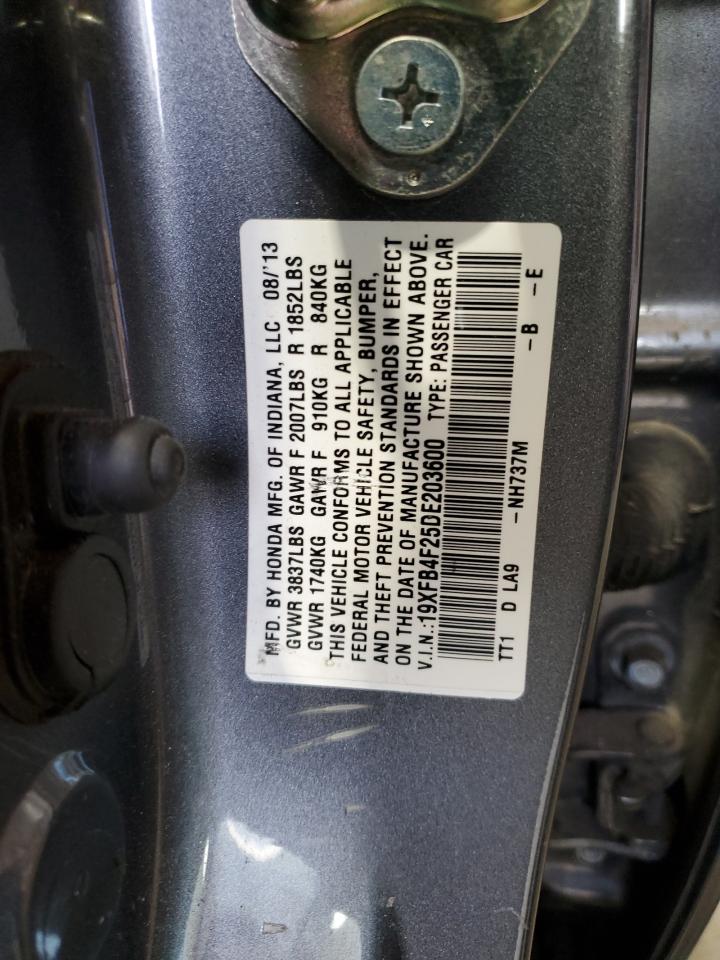 MFD. BY HONDA MFG. OF INDIANA, LLC 08/'13
GVWR 3837LBS GAWR F 2007LBS R 1852LBS
GVWR 1740KG GAWR F 910KG R 840KG
THIS VEHICLE CONFORMS TO ALL APPLICABLE
FEDERAL MOTOR VEHICLE SAFETY, BUMPER,
AND THEFT PREVENTION STANDARDS IN EFFECT
ON THE DATE OF MANUFACTURE SHOWN ABOVE.
V.I.N.:19XFB4F25DE203600 TYPE: PASSENGER CAR
TT1 D LA9 -NH737M -B -E